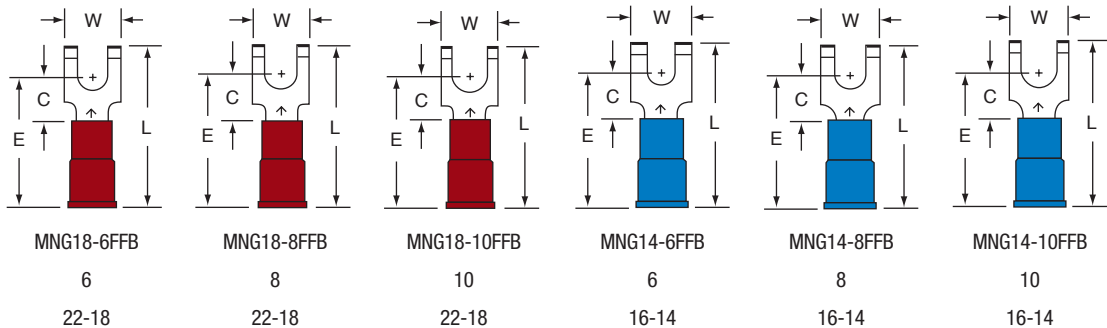 W W W W W W
C C C C C C
E E E E E E
L L L L L L
MNG18-6FFB MNG18-8FFB MNG18-10FFB MNG14-6FFB MNG14-8FFB MNG14-10FFB
6 8 10 6 8 10
22-18 22-18 22-18 16-14 16-14 16-14